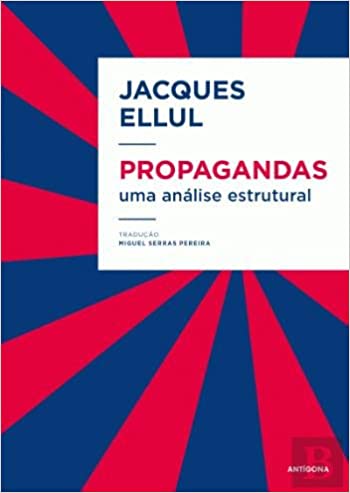 JACQUES
ELLUL
PROPAGANDAS
uma análise estrutural
TRADUÇÃO
MIGUEL SERRAS PEREIRA
B
ANTÍGONA